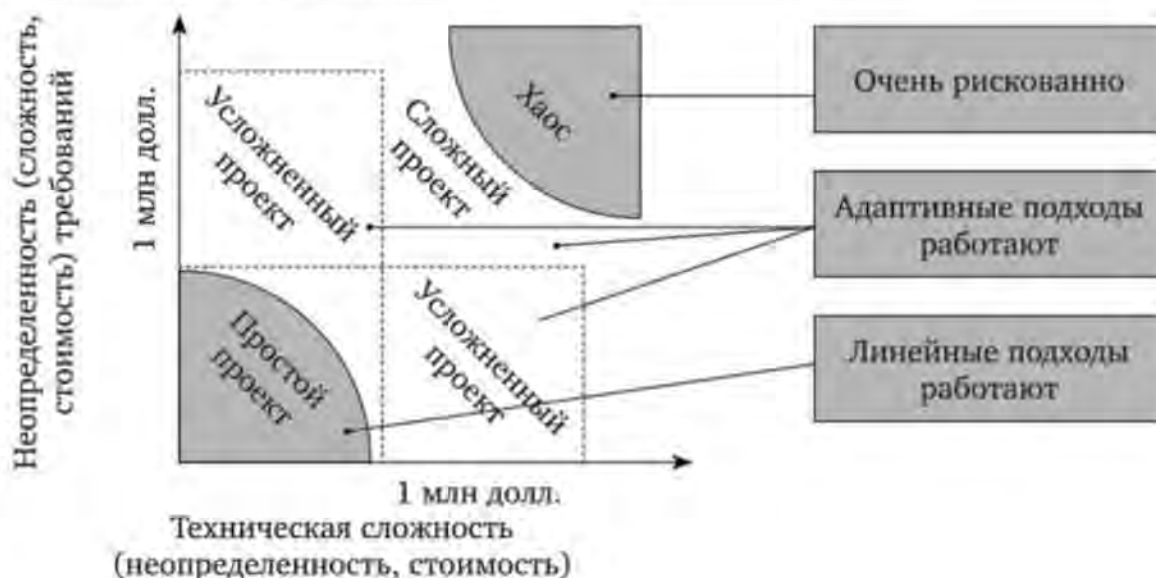 Неопределенность (сложность,
стоимость) требований
1 млн долл.
Усложненный
проект
Сложный
проект
Хаос
Очень рискованно
Адаптивные подходы
работают
Простой
проект
Усложненный
проект
Линейные подходы
работают
1 млн долл.
Техническая сложность
(неопределенность, стоимость)